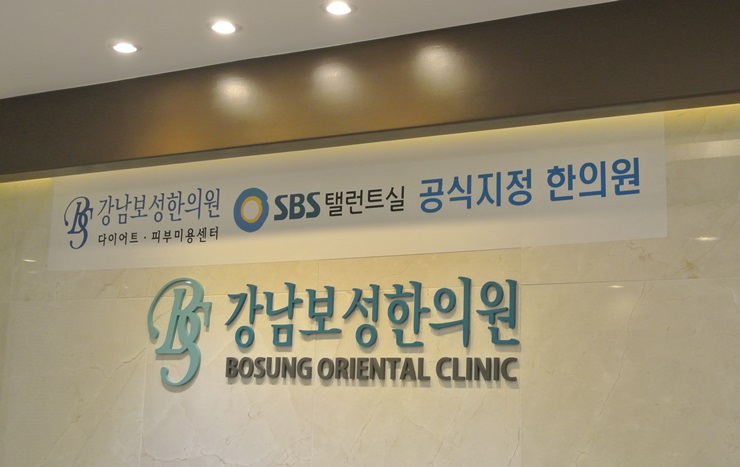 BS 강남보성한의원 SBS 탤런트실 공식지정 한의원
다이어트 · 피부미용센터
BS 강남보성한의원
BOSUNG ORIENTAL CLINIC